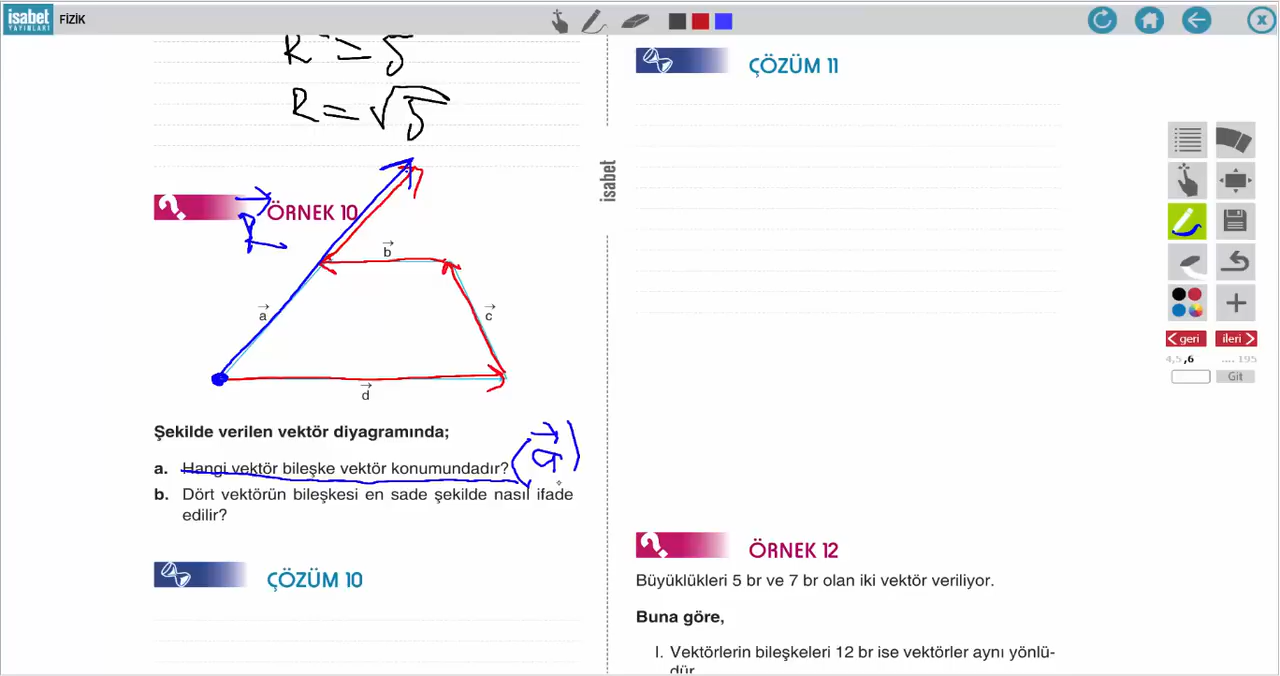 isabet
YAYINLARI
FİZİK
R = 5
R = √5
ÖRNEK 10
R
b
a
c
d
Şekilde verilen vektör diyagramında;
a. Hangi vektör bileşke vektör konumundadır? (a)
b. Dört vektörün bileşkesi en sade şekilde nasıl ifade
edilir?
ÇÖZÜM 10
isabet
ÇÖZÜM 11
ÖRNEK 12
Büyüklükleri 5 br ve 7 br olan iki vektör veriliyor.
Buna göre,
I. Vektörlerin bileşkeleri 12 br ise vektörler aynı yönlü-
dür
geri
ileri
4,5,6 .... 195
Git